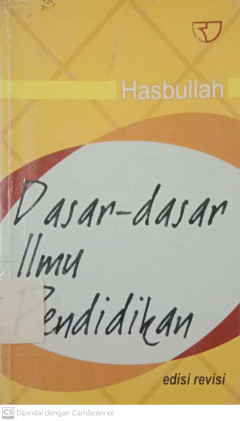 Hasbullah
Dasar-dasar
Ilmu
Pendidikan
edisi revisi
CS Dipindai dengan CamScanner